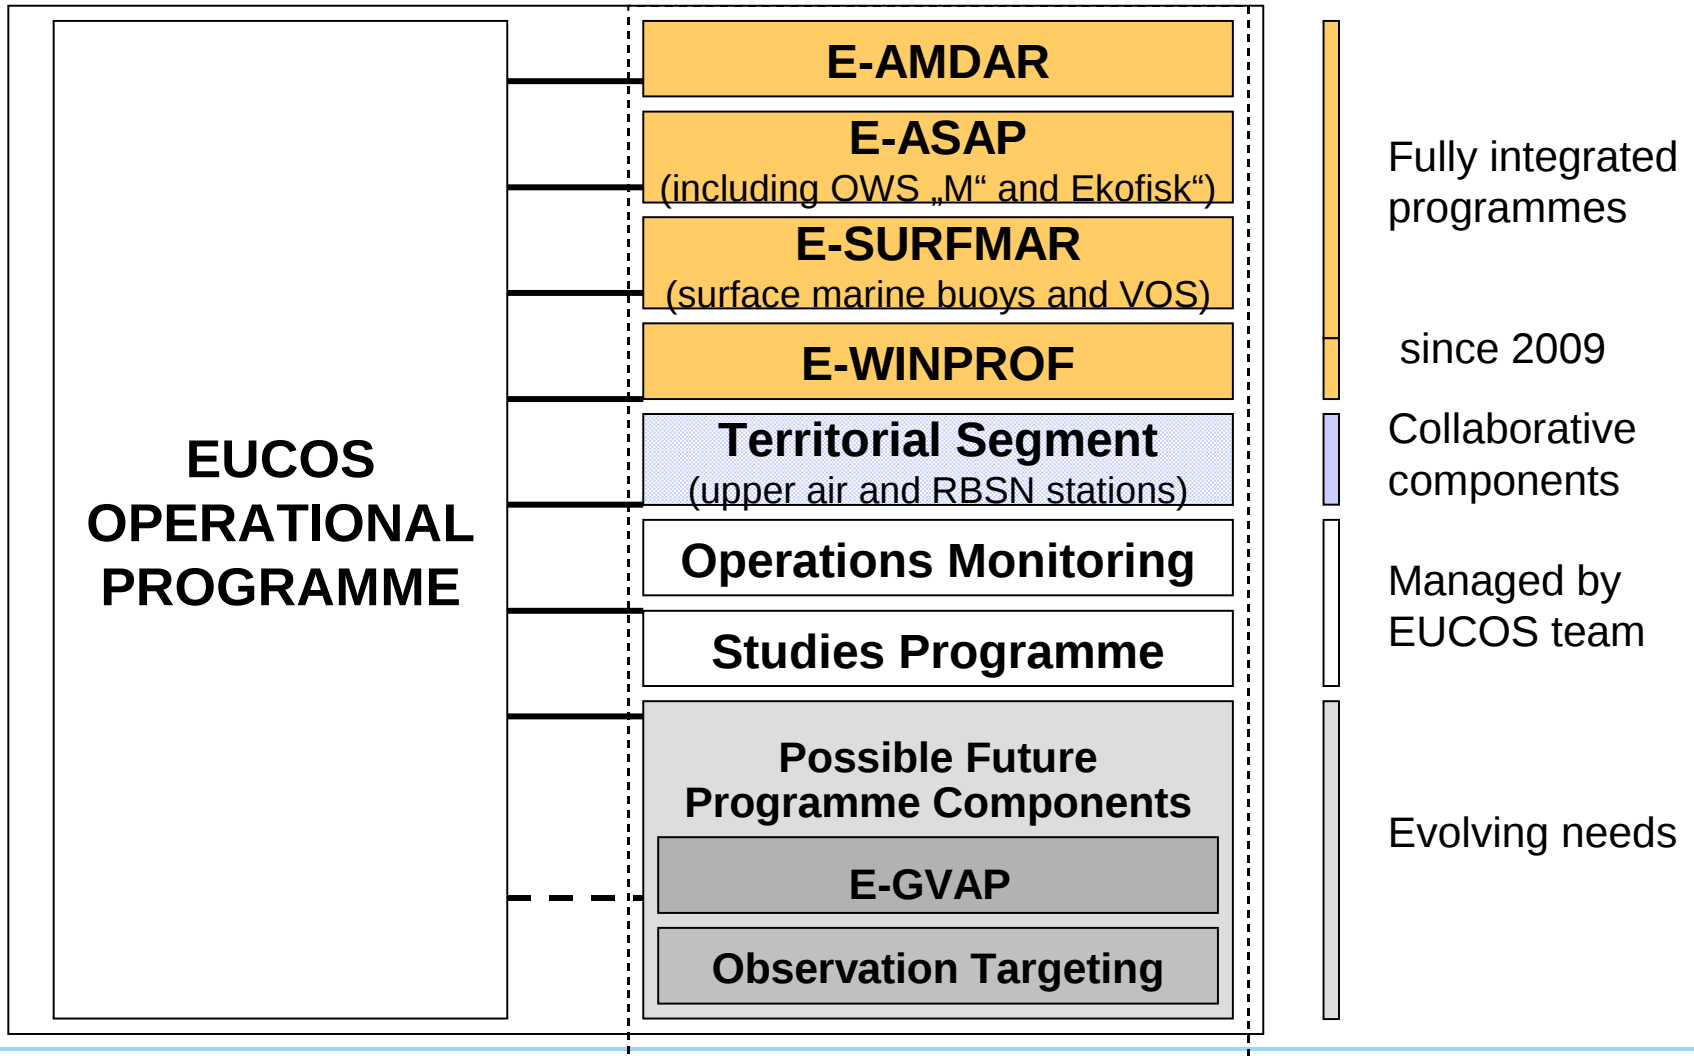 EUCOS
OPERATIONAL
PROGRAMME
E-AMDAR
E-ASAP
(including OWS „M“ and Ekofisk“)
E-SURFMAR
(surface marine buoys and VOS)
E-WINPROF
Territorial Segment
(upper air and RBSN stations)
Operations Monitoring
Studies Programme
Possible Future
Programme Components
E-GVAP
Observation Targeting
Fully integrated
programmes
since 2009
Collaborative
components
Managed by
EUCOS team
Evolving needs